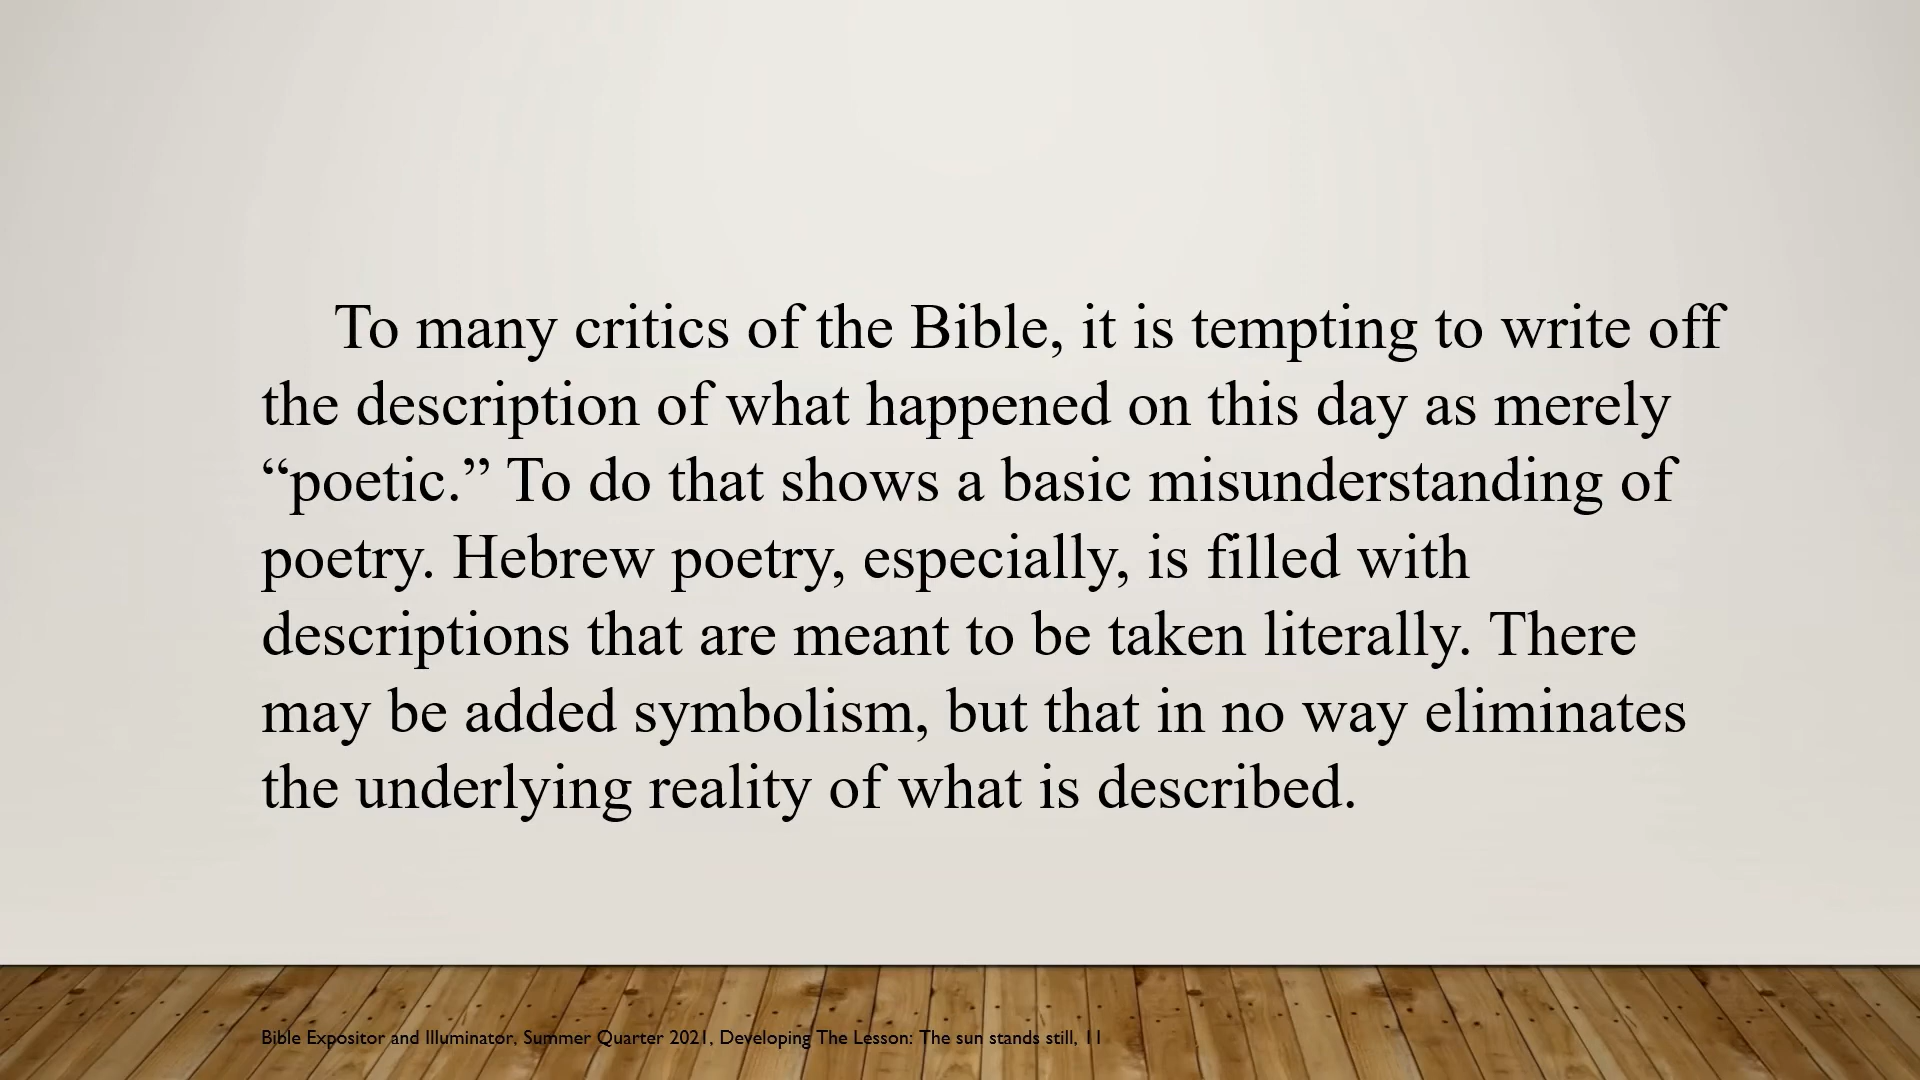 To many critics of the Bible, it is tempting to write off
the description of what happened on this day as merely
“poetic.” To do that shows a basic misunderstanding of
poetry. Hebrew poetry, especially, is filled with
descriptions that are meant to be taken literally. There
may be added symbolism, but that in no way eliminates
the underlying reality of what is described.
Bible Expositor and Illuminator, Summer Quarter 2021, Developing The Lesson: The sun stands still, 11